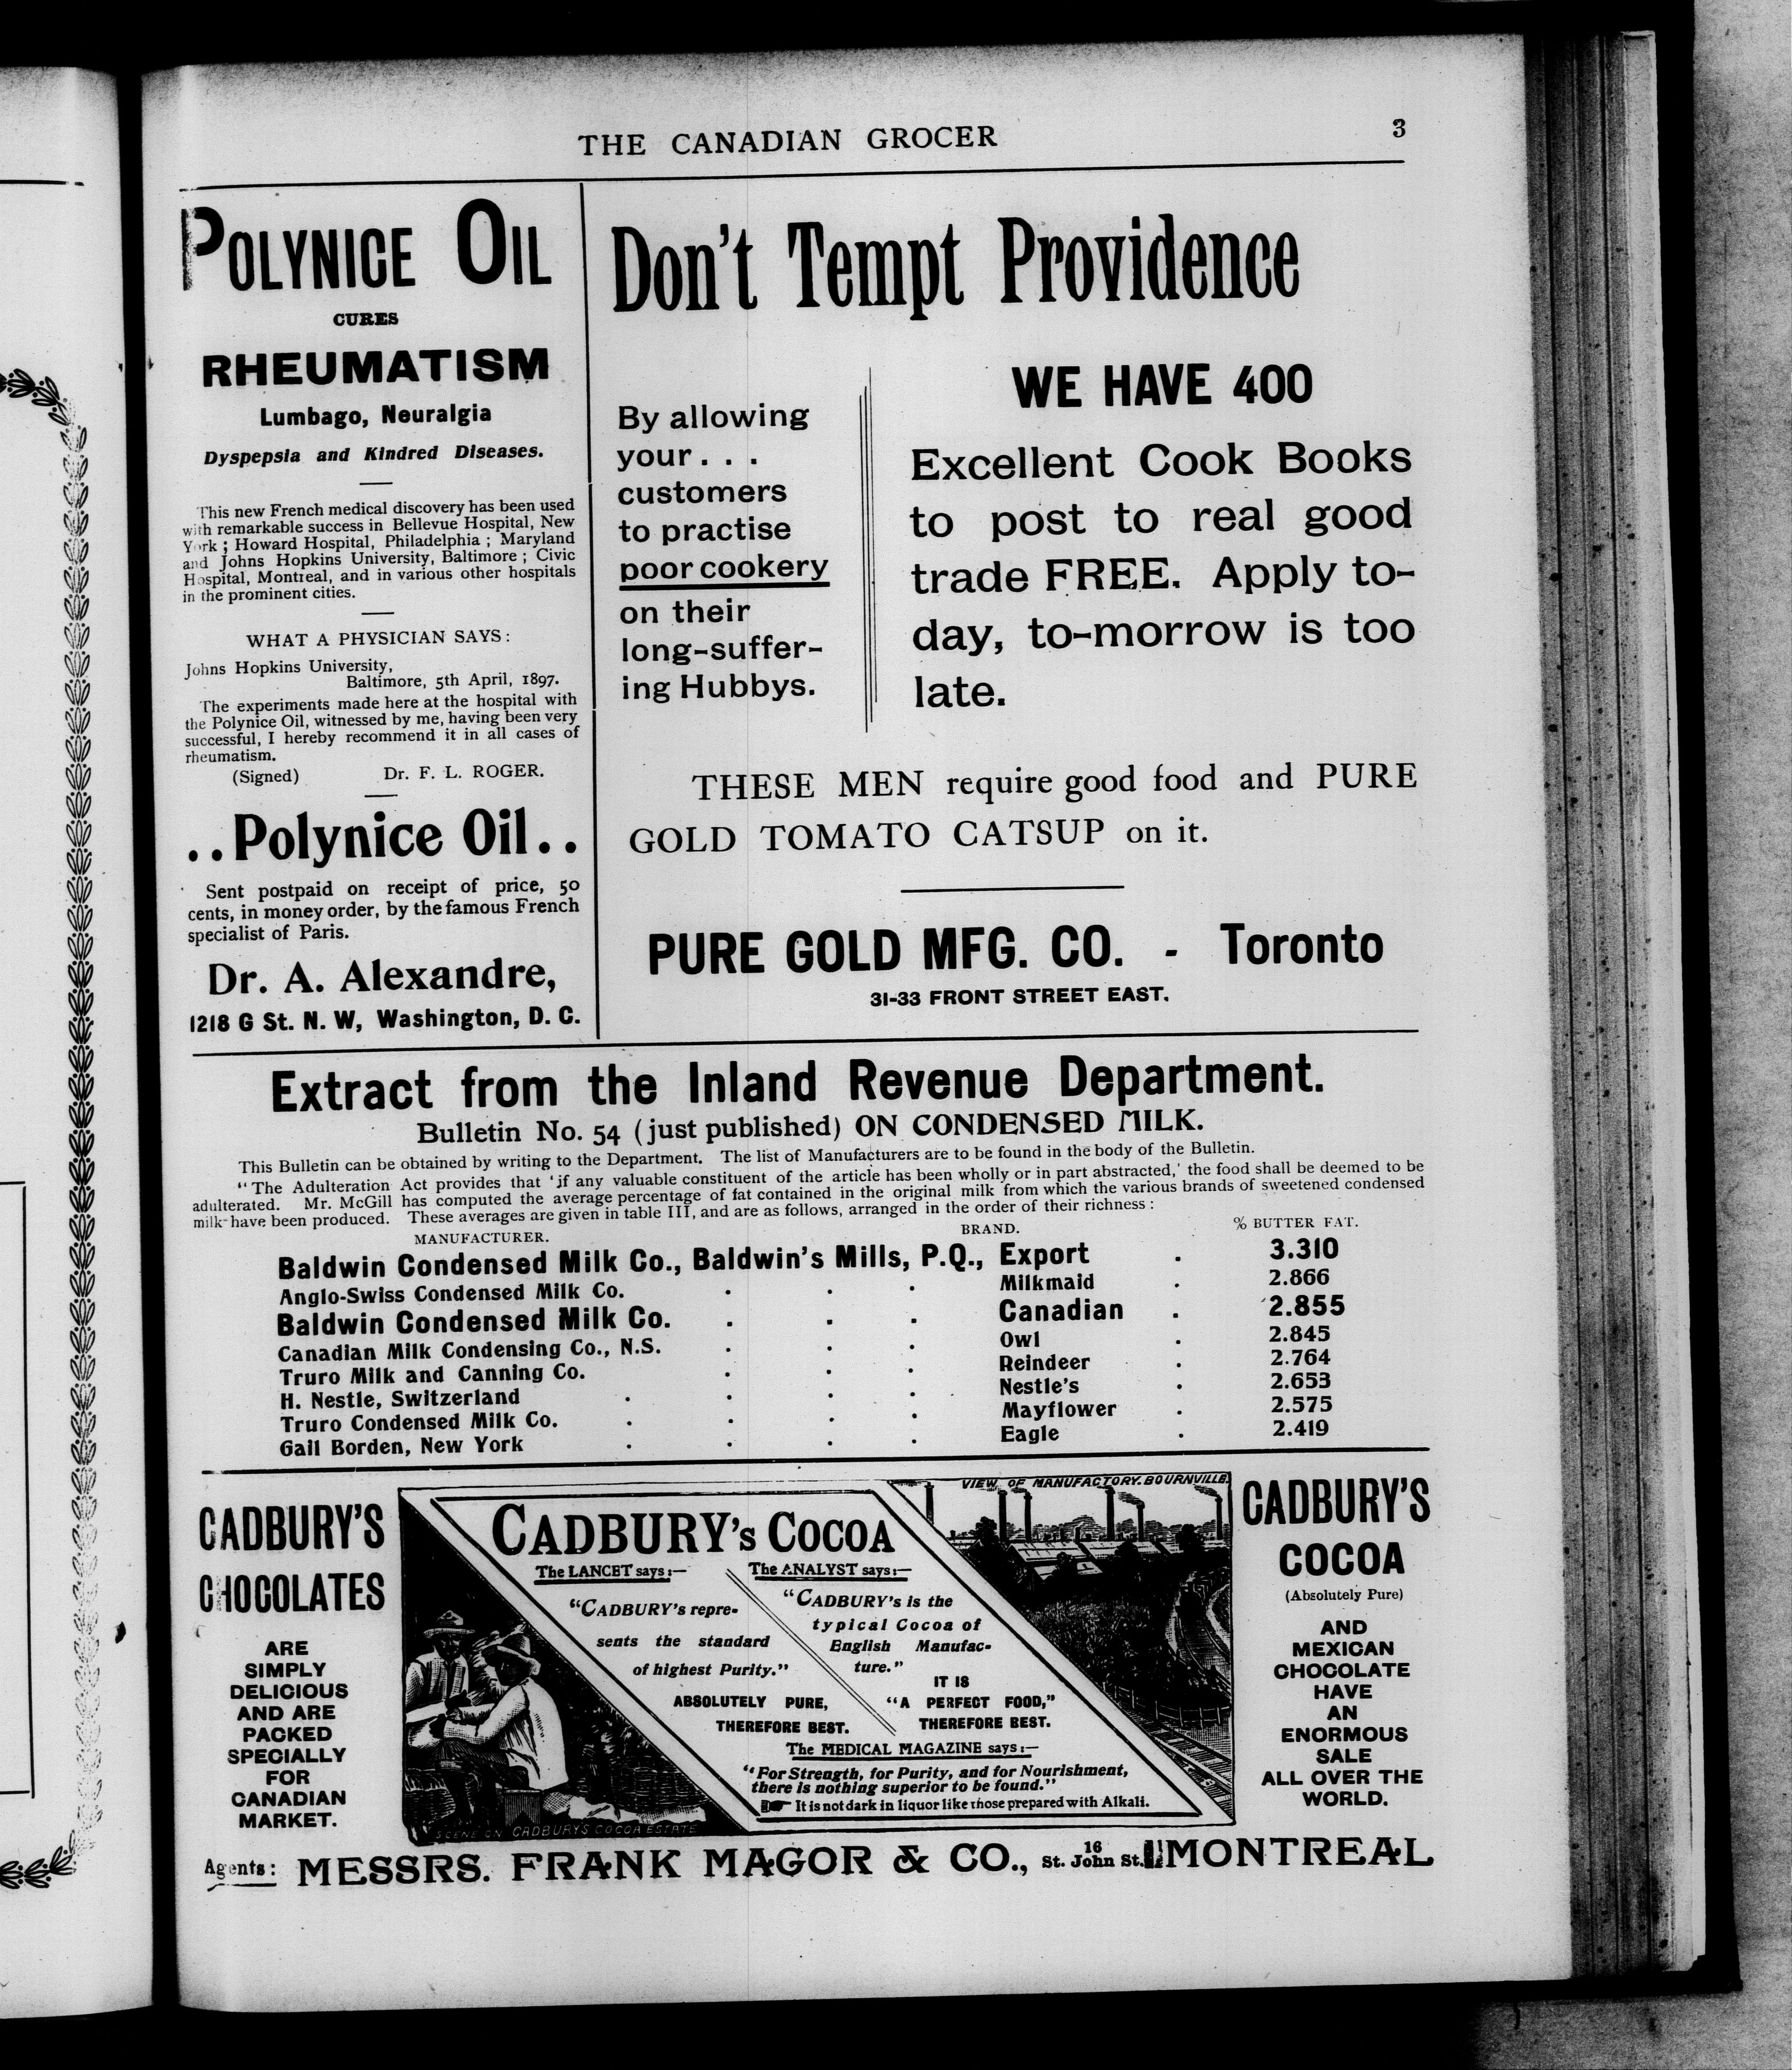 THE CANADIAN GROCER
3
POLYNICE OIL
CURES
RHEUMATISM
Lumbago, Neuralgia
Dyspepsia and Kindred Diseases.
This new French medical discovery has been used
with remarkable success in Bellevue Hospital, New
York ; Howard Hospital, Philadelphia ; Maryland
and Johns Hopkins University, Baltimore ; Civic
Hospital, Montreal, and in various other hospitals
in the prominent cities.
WHAT A PHYSICIAN SAYS :
Johns Hopkins University,
Baltimore, 5th April, 1897.
The experiments made here at the hospital with
the Polynice Oil, witnessed by me, having been very
successful, I hereby recommend it in all cases of
rheumatism.
(Signed) Dr. F. L. ROGER.
..Polynice Oil..
Sent postpaid on receipt of price, 50
cents, in money order, by the famous French
specialist of Paris.
Dr. A. Alexandre,
1218 G St. N. W, Washington, D. C.
Don't Tempt Providence
By allowing
your . . .
customers
to practise
poor cookery
on their
long-suffer-
ing Hubbys.
WE HAVE 400
Excellent Cook Books
to post to real good
trade FREE. Apply to-
day, to-morrow is too
late.
THESE MEN require good food and PURE
GOLD TOMATO CATSUP on it.
PURE GOLD MFG. CO. - Toronto
31-33 FRONT STREET EAST.
Extract from the Inland Revenue Department.
Bulletin No. 54 (just published) ON CONDENSED MILK.
This Bulletin can be obtained by writing to the Department. The list of Manufacturers are to be found in the body of the Bulletin.
"The Adulteration Act provides that 'if any valuable constituent of the article has been wholly or in part abstracted,' the food shall be deemed to be
adulterated. Mr. McGill has computed the average percentage of fat contained in the original milk from which the various brands of sweetened condensed
milk have been produced. These averages are given in table III, and are as follows, arranged in the order of their richness :
MANUFACTURER. BRAND. % BUTTER FAT.
Baldwin Condensed Milk Co., Baldwin's Mills, P.Q., Export . 3.310
Anglo-Swiss Condensed Milk Co. . . . Milkmaid . 2.866
Baldwin Condensed Milk Co. . . . Canadian . 2.855
Canadian Milk Condensing Co., N.S. . . . Owl . 2.845
Truro Milk and Canning Co. . . . Reindeer . 2.764
H. Nestle, Switzerland . . . . Nestle's . 2.653
Truro Condensed Milk Co. . . . . Mayflower . 2.575
Gail Borden, New York . . . . Eagle . 2.419
CADBURY'S
CHOCOLATES
ARE
SIMPLY
DELICIOUS
AND ARE
PACKED
SPECIALLY
FOR
CANADIAN
MARKET.
VIEW OF MANUFACTORY. BOURNVILLE.
CADBURY's COCOA
The LANCET says:—
"CADBURY's repre-
sents the standard
of highest Purity."
ABSOLUTELY PURE,
THEREFORE BEST.
The ANALYST says:—
"CADBURY's is the
typical Cocoa of
English Manufac-
ture."
IT IS
"A PERFECT FOOD,"
THEREFORE BEST.
The MEDICAL MAGAZINE says:—
"For Strength, for Purity, and for Nourishment,
there is nothing superior to be found."
It is not dark in liquor like those prepared with Alkali.
SCENE ON CADBURY'S COCOA ESTATE
CADBURY'S
COCOA
(Absolutely Pure)
AND
MEXICAN
CHOCOLATE
HAVE
AN
ENORMOUS
SALE
ALL OVER THE
WORLD.
Agents: MESSRS. FRANK MAGOR & CO., 16 St. John St. MONTREAL